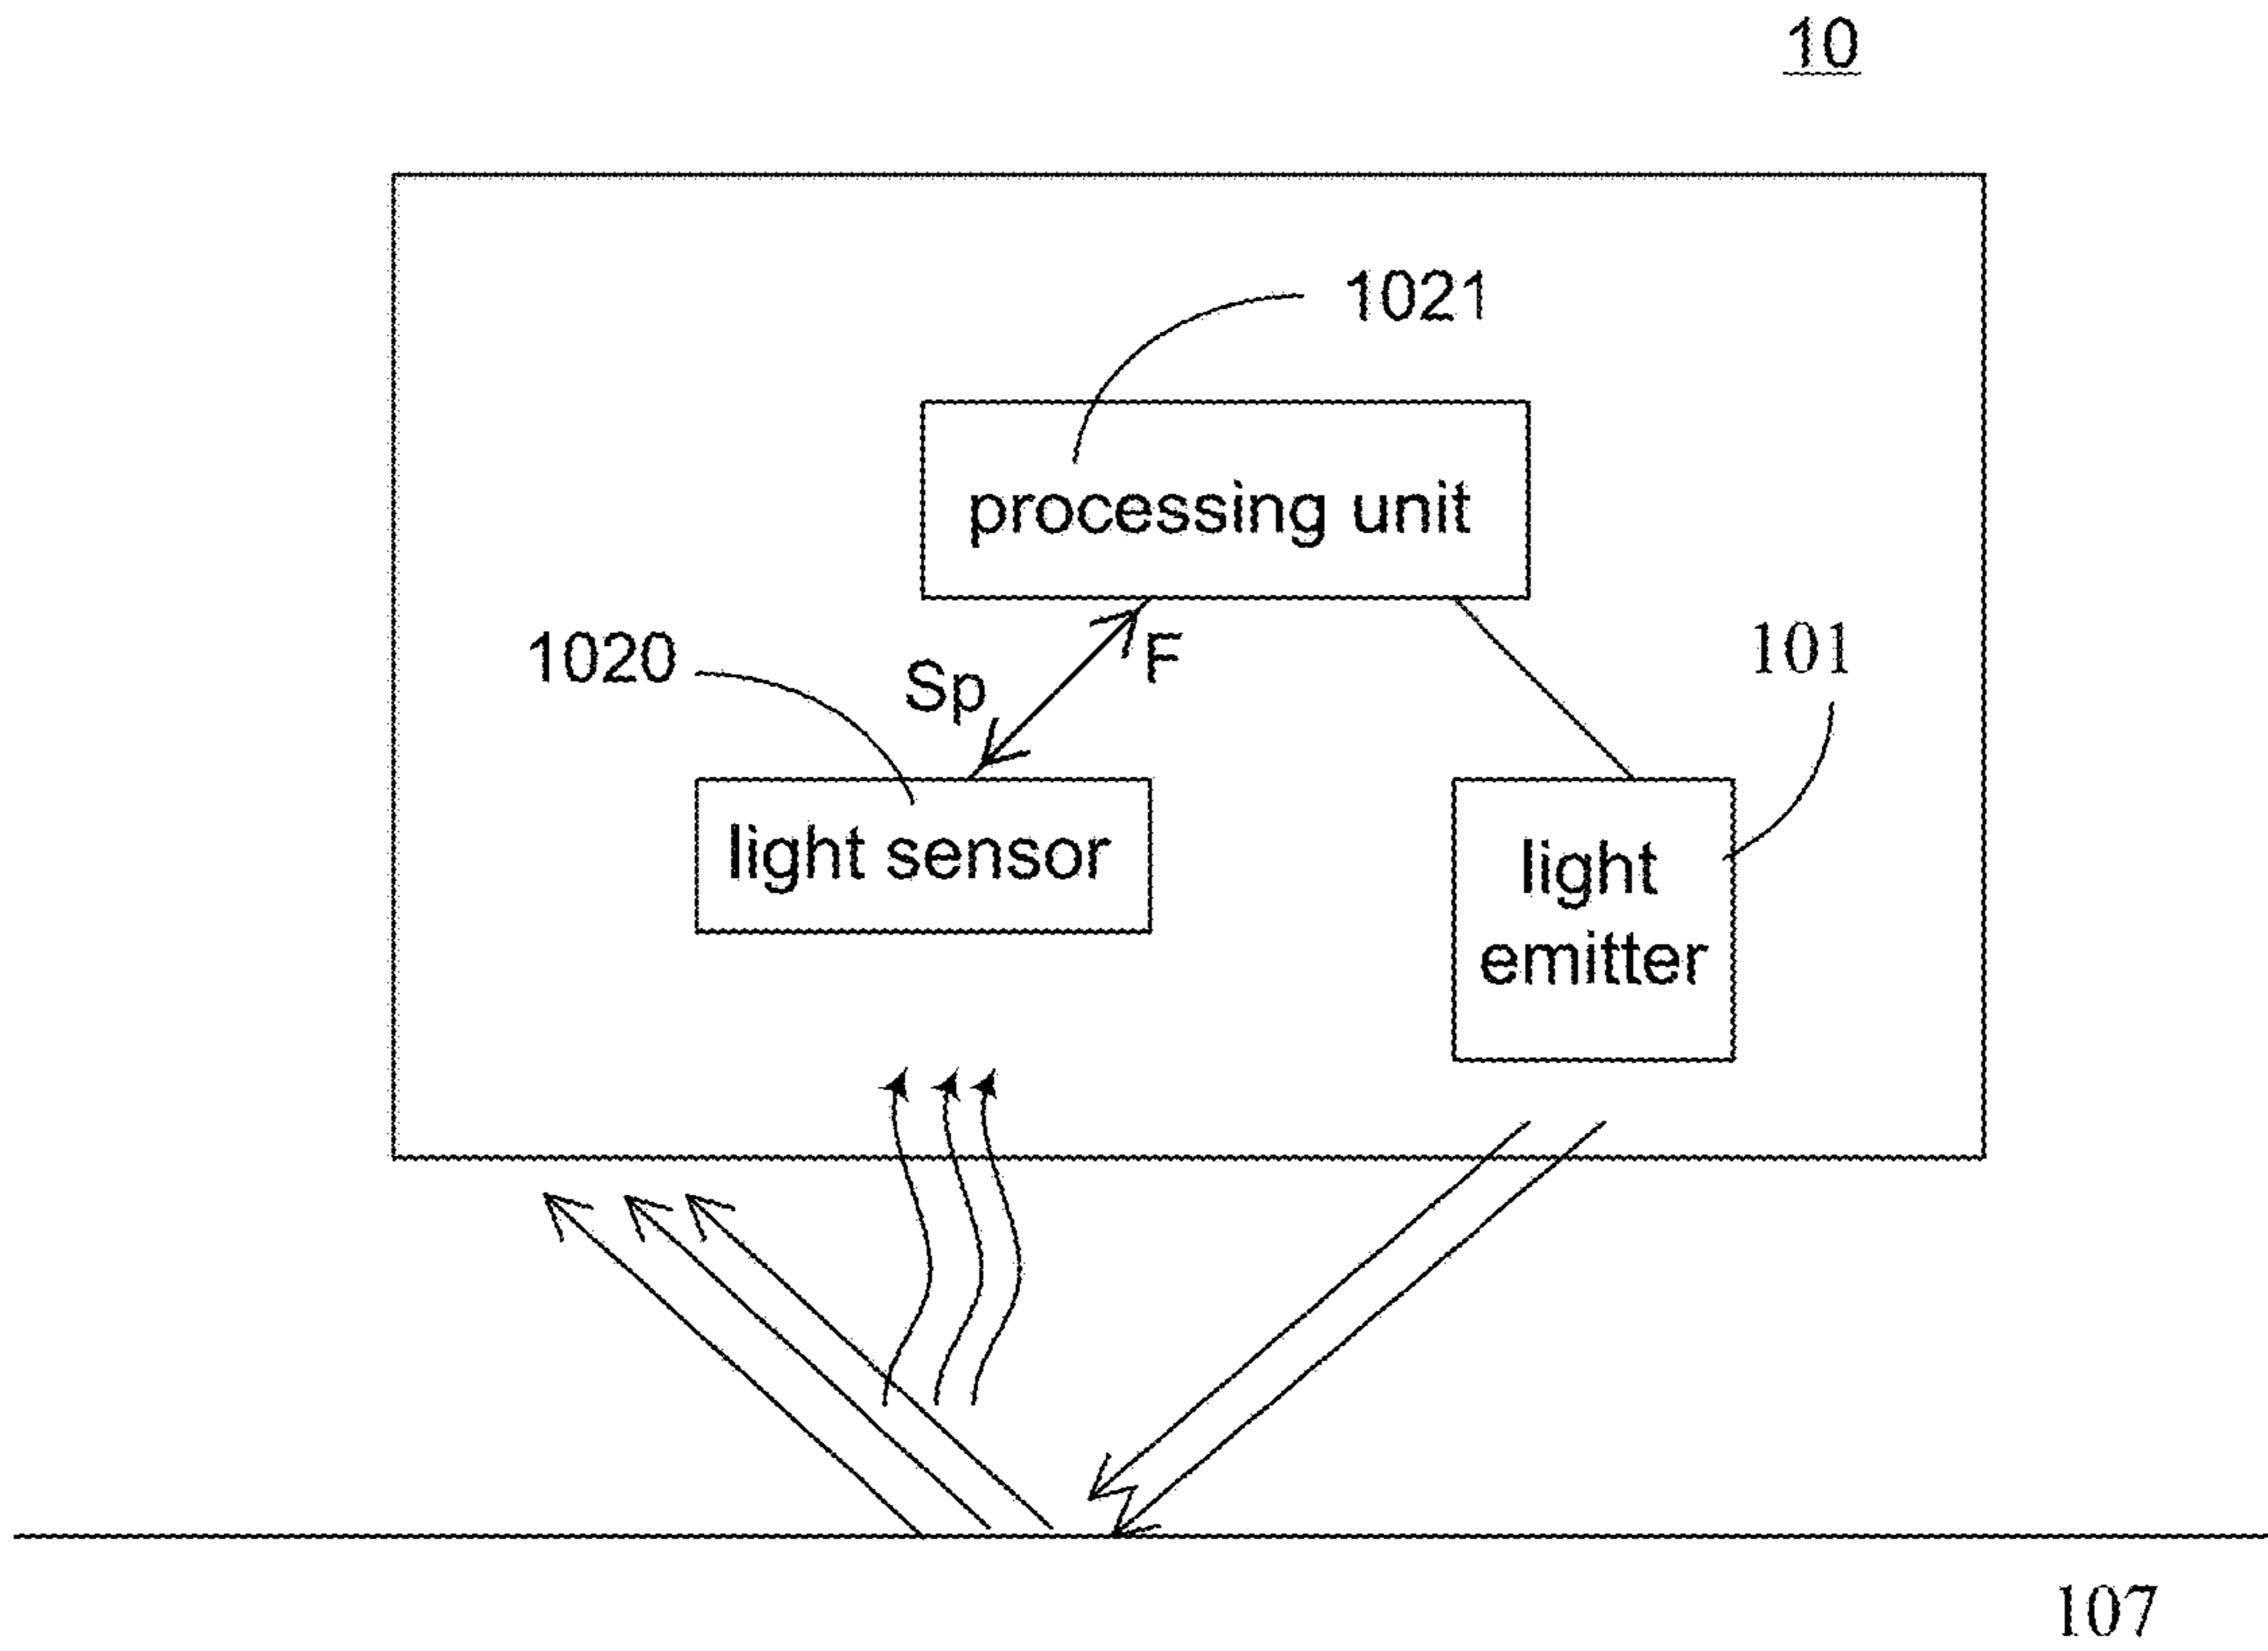 10
1021
processing unit
1020
Sp
F
101
light sensor
light
emitter
107